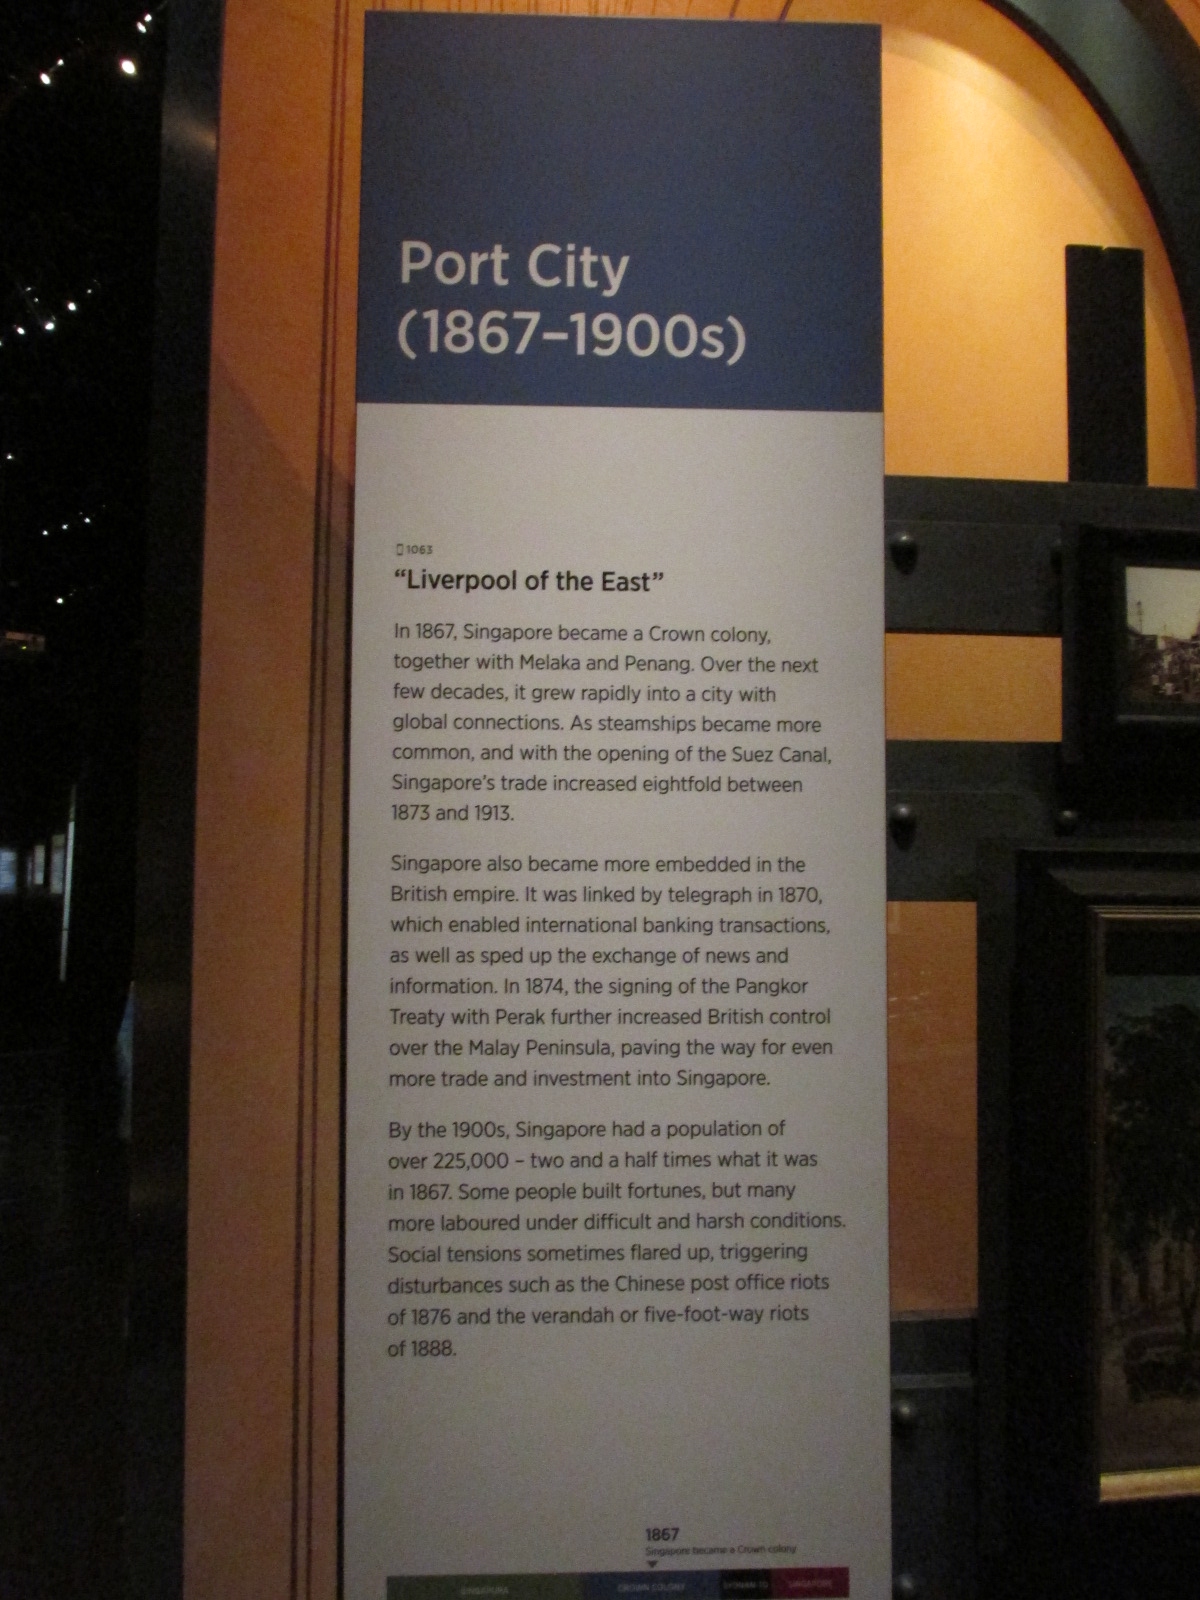 Port City
(1867–1900s)
1063
“Liverpool of the East”
In 1867, Singapore became a Crown colony,
together with Melaka and Penang. Over the next
few decades, it grew rapidly into a city with
global connections. As steamships became more
common, and with the opening of the Suez Canal,
Singapore’s trade increased eightfold between
1873 and 1913.
Singapore also became more embedded in the
British empire. It was linked by telegraph in 1870,
which enabled international banking transactions,
as well as sped up the exchange of news and
information. In 1874, the signing of the Pangkor
Treaty with Perak further increased British control
over the Malay Peninsula, paving the way for even
more trade and investment into Singapore.
By the 1900s, Singapore had a population of
over 225,000 – two and a half times what it was
in 1867. Some people built fortunes, but many
more laboured under difficult and harsh conditions.
Social tensions sometimes flared up, triggering
disturbances such as the Chinese post office riots
of 1876 and the verandah or five-foot-way riots
of 1888.
1867
Singapore became a Crown colony
CROWN COLONY
SINGAPORE